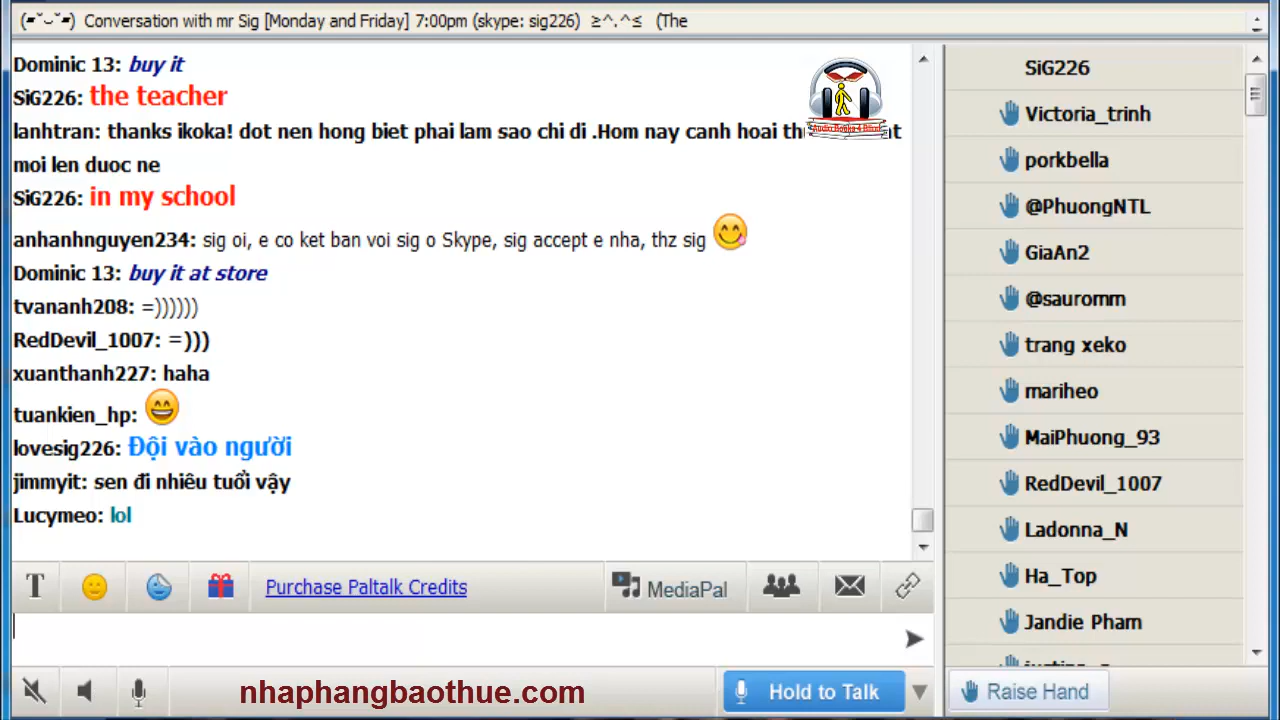 (▰˘◡˘▰) Conversation with mr Sig [Monday and Friday] 7:00pm (skype: sig226) ≥^.^≤ (The
Dominic 13: buy it
SiG226: the teacher
lanhtran: thanks ikoka! dot nen hong biet phai lam sao chi di .Hom nay canh hoai
moi len duoc ne
SiG226: in my school
anhanhnguyen234: sig oi, e co ket ban voi sig o Skype, sig accept e nha, thz sig
Dominic 13: buy it at store
tvananh208: =))))))
RedDevil_1007: =)))
xuanthanh227: haha
tuankien_hp:
lovesig226: Đội vào người
jimmyit: sen đi nhiêu tuổi vậy
Lucymeo: lol
SiG226
Victoria_trinh
porkbella
@PhuongNTL
GiaAn2
@sauromm
trang xeko
mariheo
MaiPhuong_93
RedDevil_1007
Ladonna_N
Ha_Top
Jandie Pham
T
Purchase Paltalk Credits
MediaPal
nhaphangbaothue.com
Hold to Talk
Raise Hand